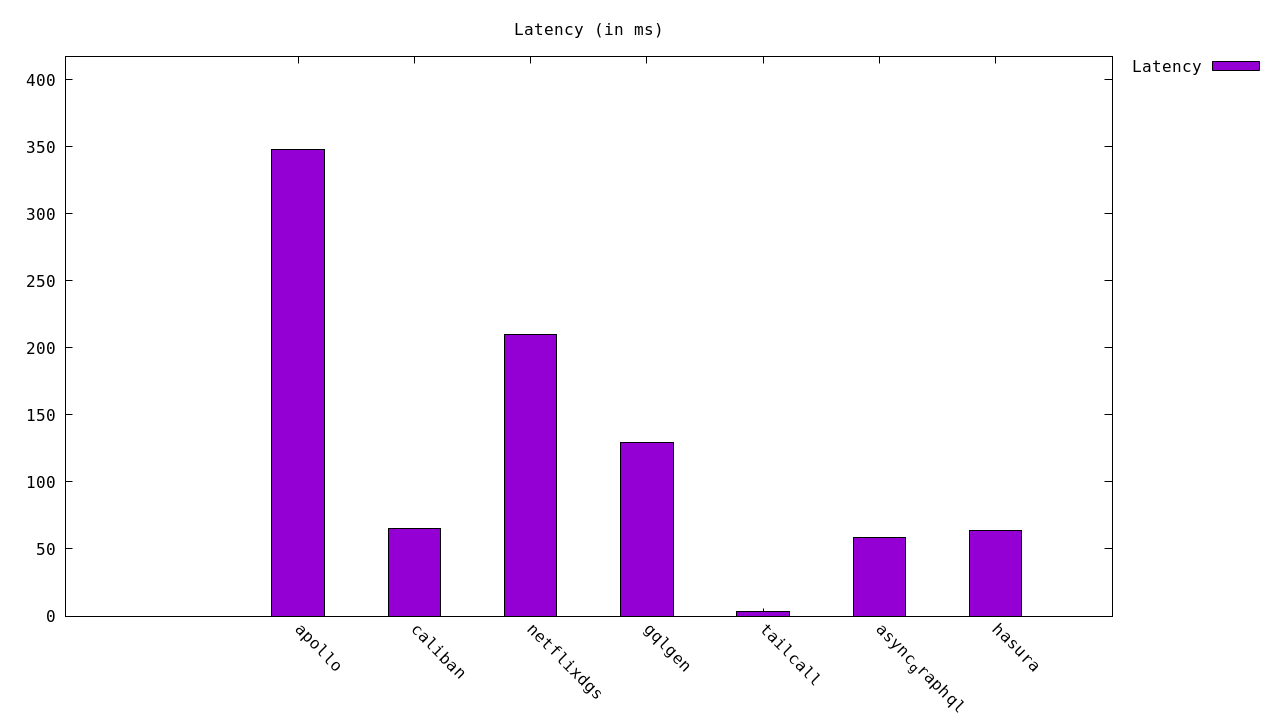 Latency (in ms)
Latency
400
350
300
250
200
150
100
50
0
apollo
caliban
netflixdgs
gqlgen
tailcall
async₉raphql
hasura